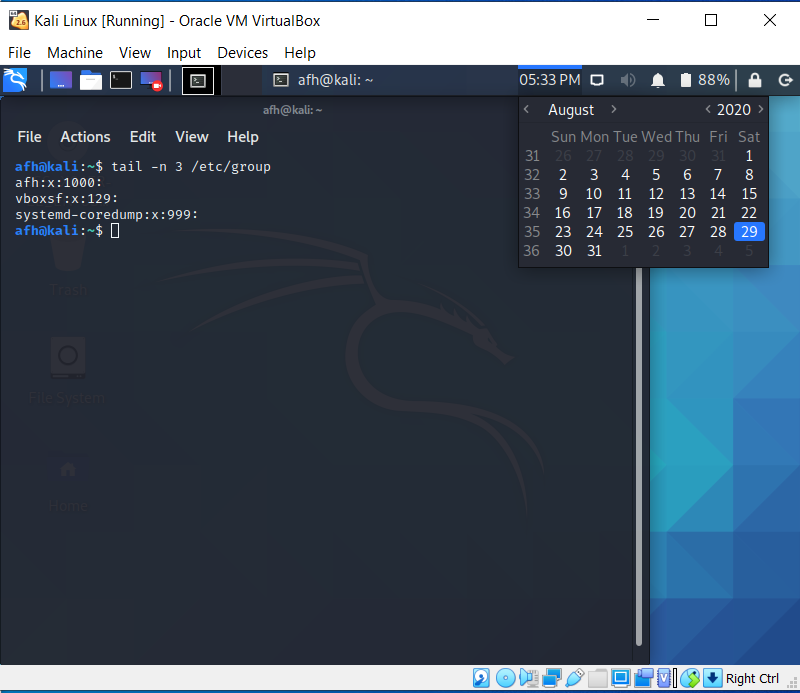 Kali Linux [Running] - Oracle VM VirtualBox
File Machine View Input Devices Help
afh@kali: ~ 05:33 PM 88%
afh@kali: ~
File Actions Edit View Help
afh@kali:~$ tail -n 3 /etc/group
afh:x:1000:
vboxsf:x:129:
systemd-coredump:x:999:
afh@kali:~$
Trash
File System
Home
< August > < 2020 >
Sun Mon Tue Wed Thu Fri Sat
31 26 27 28 29 30 31 1
32 2 3 4 5 6 7 8
33 9 10 11 12 13 14 15
34 16 17 18 19 20 21 22
35 23 24 25 26 27 28 29
36 30 31 1 2 3 4 5
Right Ctrl